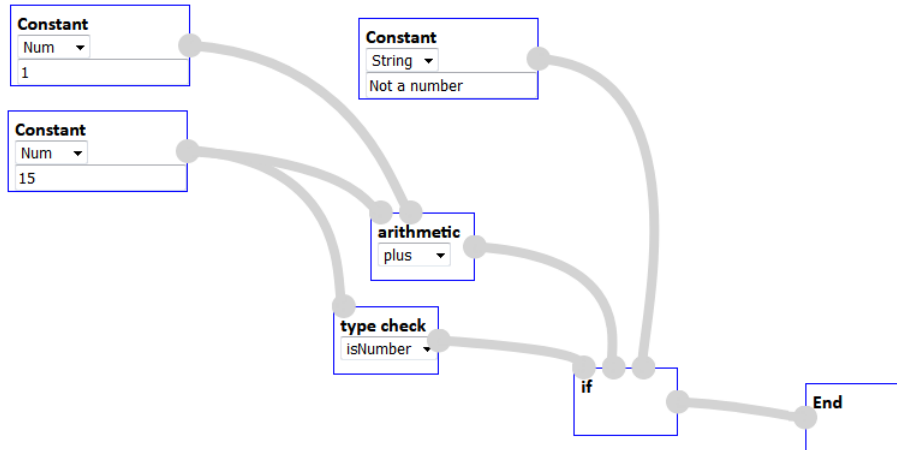 Constant
Num
1
Constant
String
Not a number
Constant
Num
15
arithmetic
plus
type check
isNumber
if
End